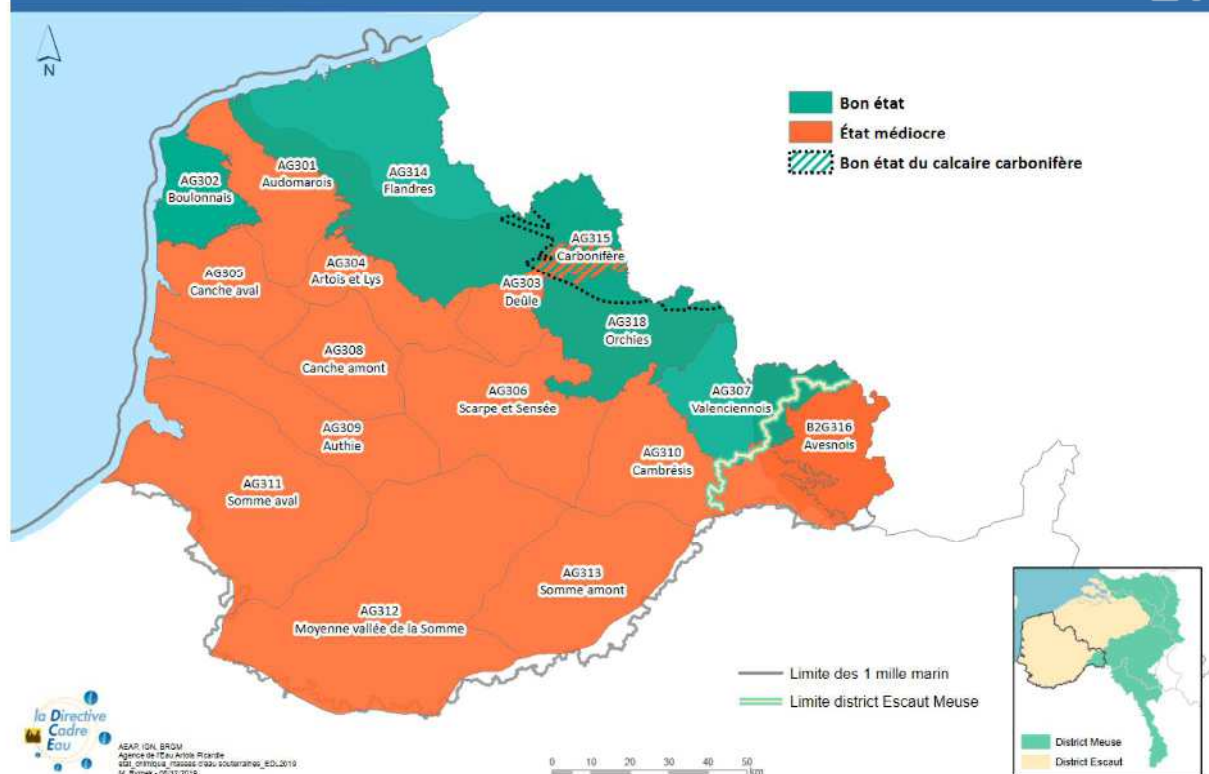 N
Bon état
État médiocre
Bon état du calcaire carbonifère
AG302
Boulonnais
AG301
Audomarois
AG314
Flandres
AG315
Carbonifère
AG305
Canche aval
AG304
Artois et Lys
AG303
Deûle
AG318
Orchies
AG308
Canche amont
AG306
Scarpe et Sensée
AG307
Valenciennois
B2G316
Avesnois
AG309
Authie
AG310
Cambrésis
AG311
Somme aval
AG313
Somme amont
AG312
Moyenne vallée de la Somme
Limite des 1 mille marin
Limite district Escaut Meuse
District Meuse
District Escaut
la Directive
Cadre
Eau
AEAP, IGN, BRGM
Agence de l'Eau Artois Picardie
0 10 20 30 40 50
km